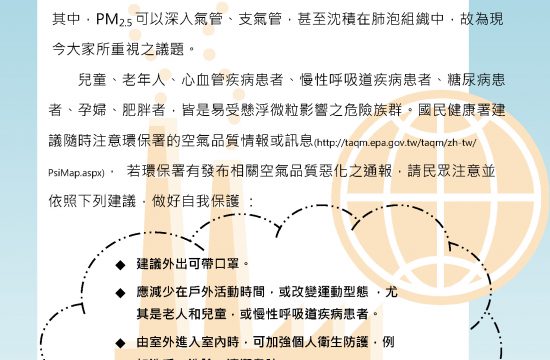 其中，PM2.5 可以深入氣管、支氣管，甚至沈積在肺泡組織中，故為現
今大家所重視之議題。
兒童、老年人、心血管疾病患者、慢性呼吸道疾病患者、糖尿病患
者、孕婦、肥胖者，皆是易受懸浮微粒影響之危險族群。國民健康署建
議隨時注意環保署的空氣品質情報或訊息(http://taqm.epa.gov.tw/taqm/zh-tw/
PsiMap.aspx)， 若環保署有發布相關空氣品質惡化之通報，請民眾注意並
依照下列建議，做好自我保護 ：
◆ 建議外出可帶口罩。
◆ 應減少在戶外活動時間，或改變運動型態 ，尤
其是老人和兒童，或慢性呼吸道疾病患者。
◆ 由室外進入室內時，可加強個人衛生防護，例